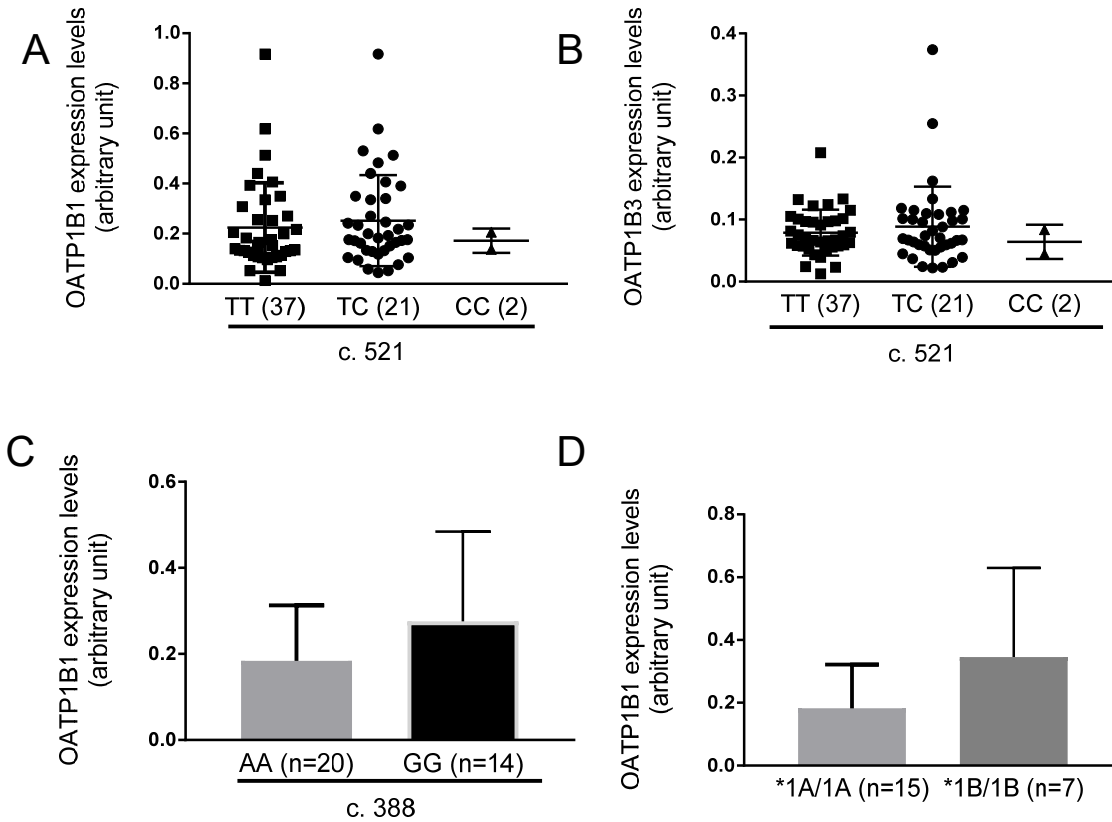 A
OATP1B1 expression levels
(arbitrary unit)
1.0
0.8
0.6
0.4
0.2
0.0
TT (37)
TC (21)
CC (2)
c. 521
B
OATP1B3 expression levels
(arbitrary unit)
0.4
0.3
0.2
0.1
0.0
TT (37)
TC (21)
CC (2)
c. 521
C
OATP1B1 expression levels
(arbitrary unit)
0.6
0.4
0.2
0.0
AA (n=20)
GG (n=14)
c. 388
D
OATP1B1 expression levels
(arbitrary unit)
0.8
0.6
0.4
0.2
0.0
*1A/1A (n=15)
*1B/1B (n=7)